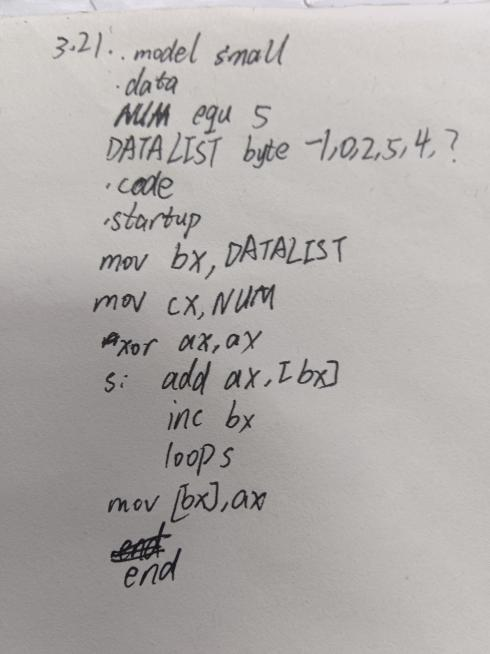 3.21: .model small
.data
NUM equ 5
DATALIST byte -1,0,2,5,4,?
.code
.startup
mov bx, DATALIST
mov cx, NUM
xor ax, ax
s: add ax, [bx]
inc bx
loop s
mov [bx], ax
end
end